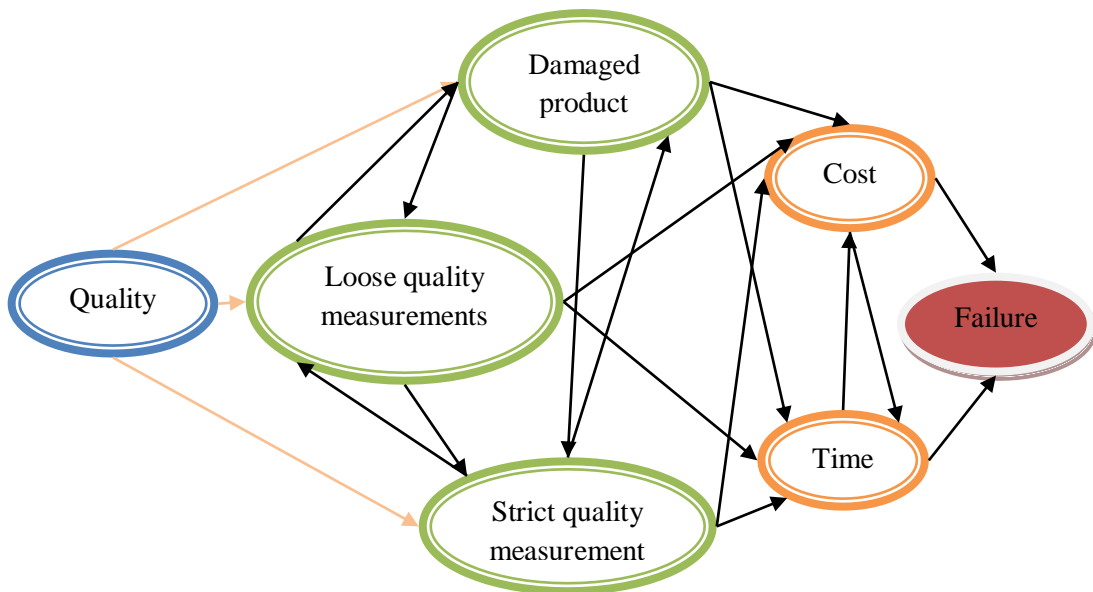 Damaged
product
Cost
Loose quality
measurements
Quality
Failure
Time
Strict quality
measurement